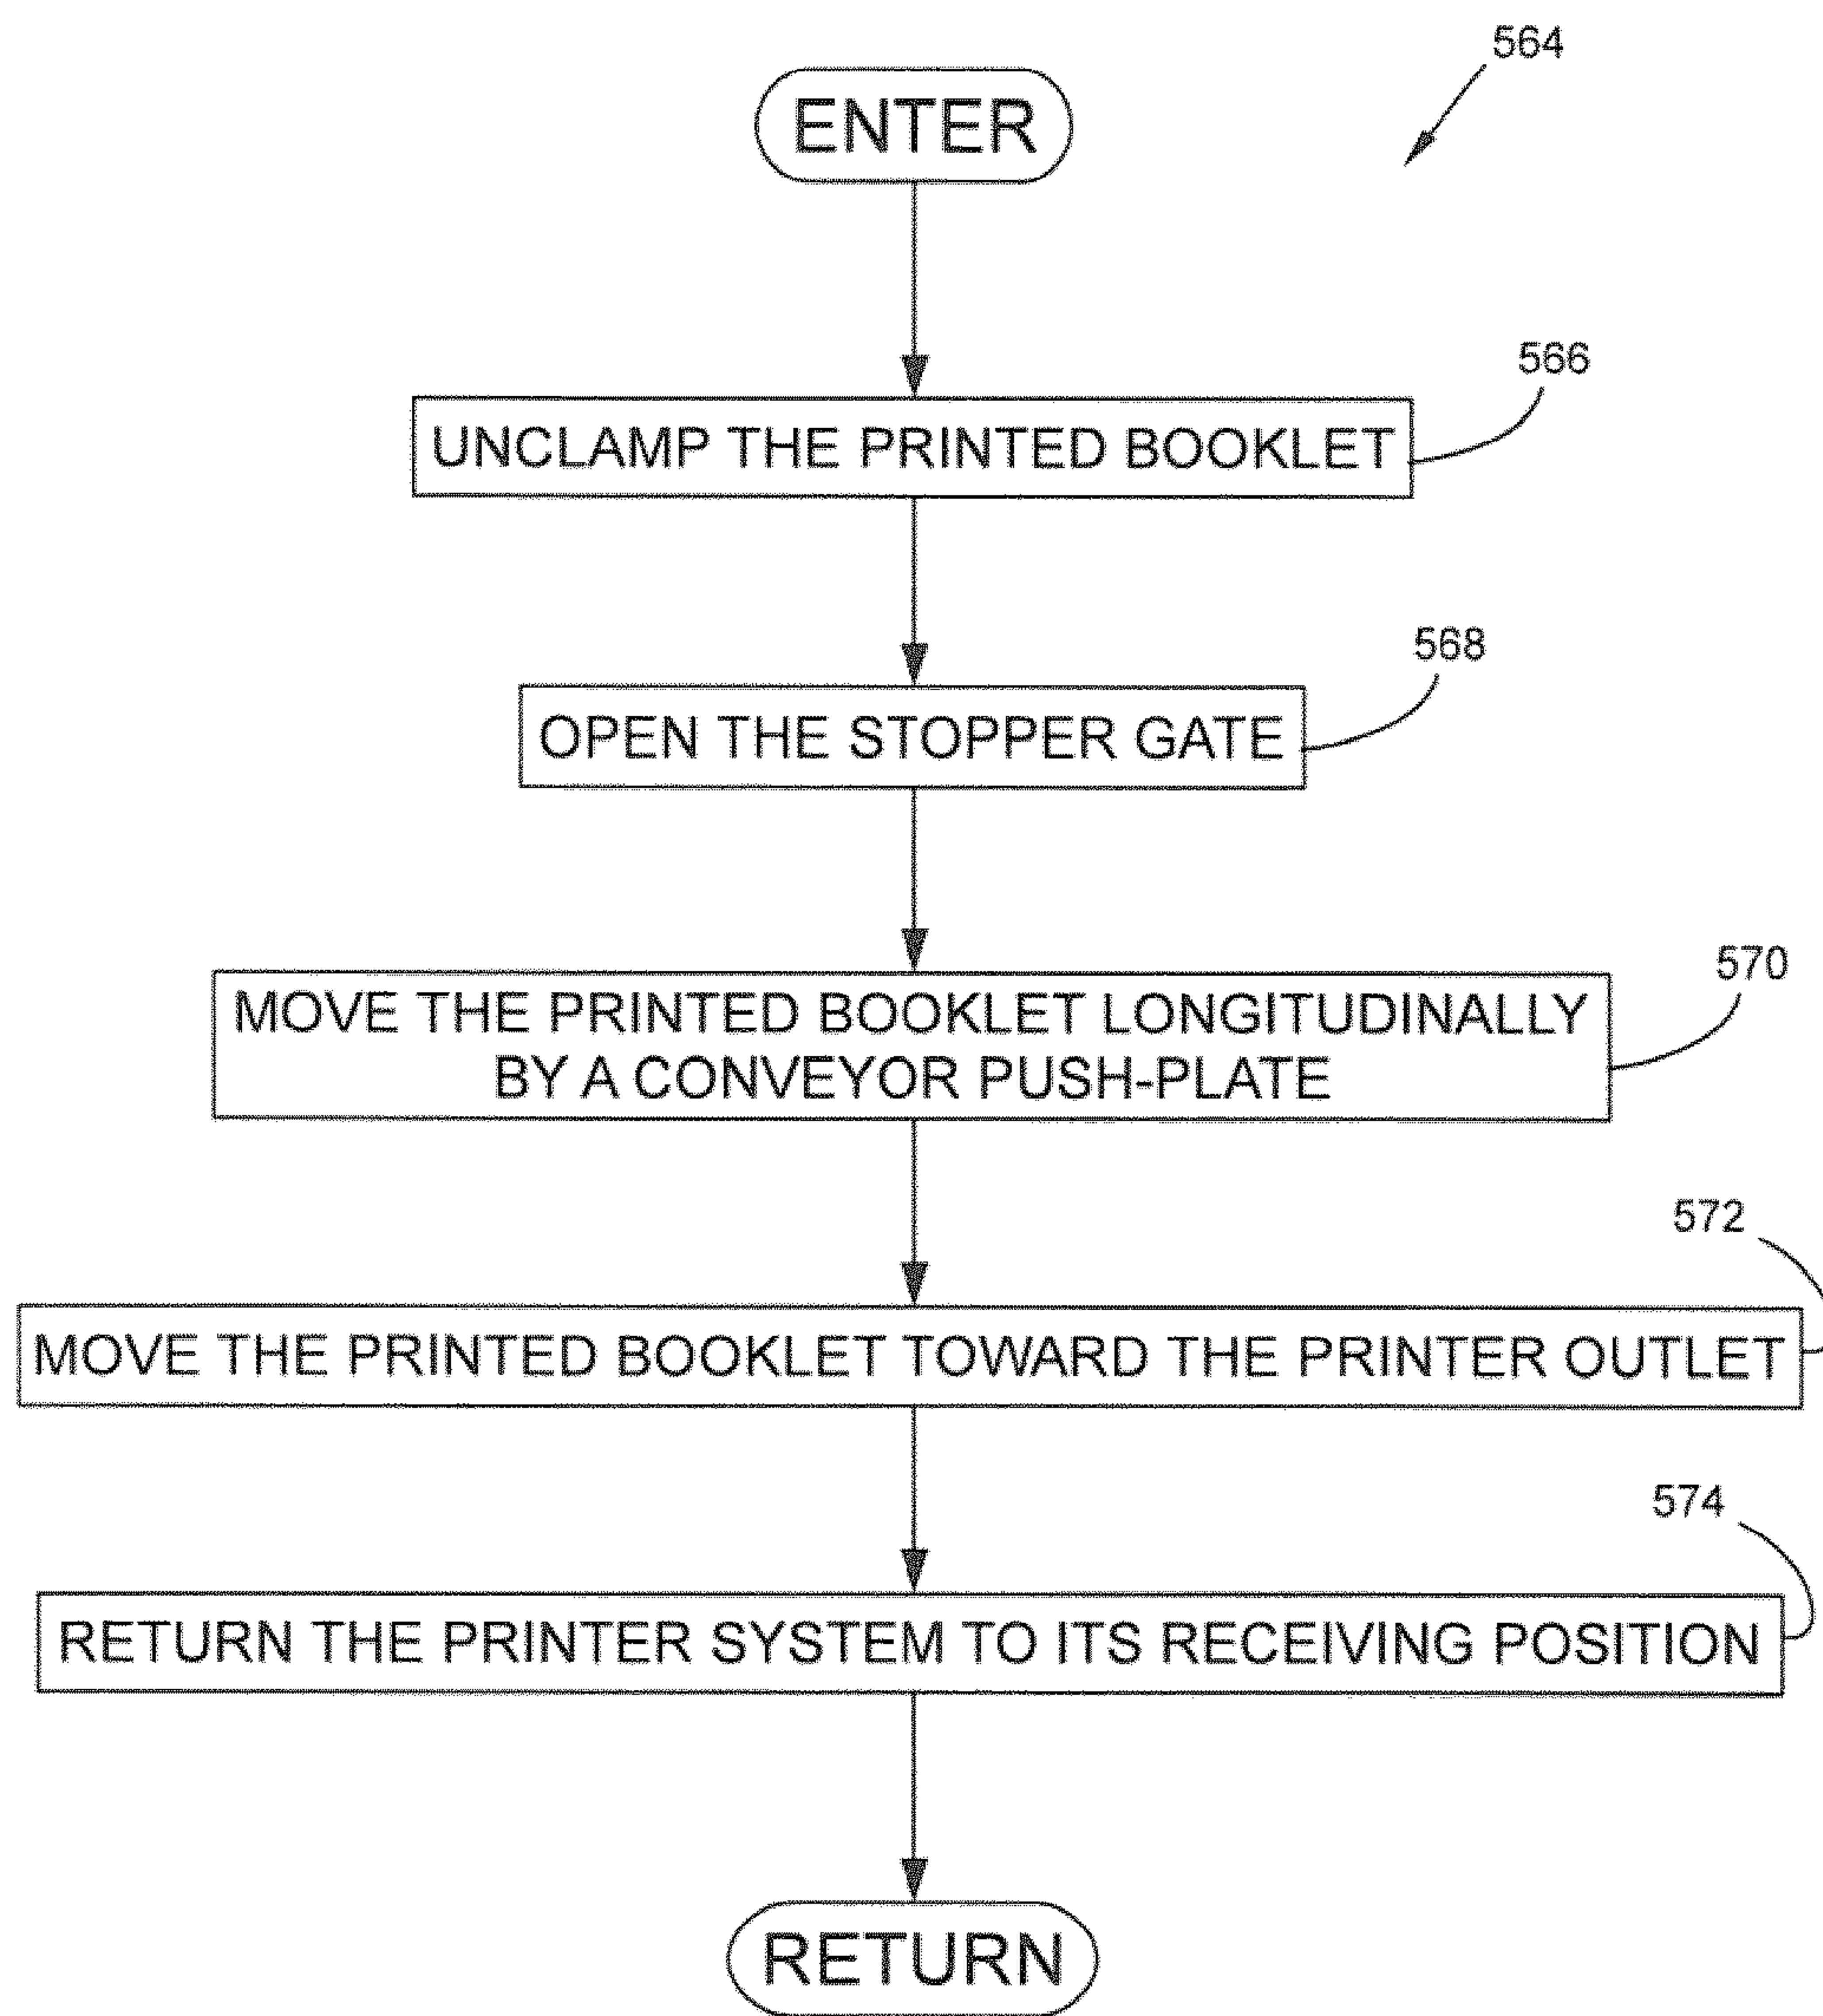 564
ENTER
566
UNCLAMP THE PRINTED BOOKLET
568
OPEN THE STOPPER GATE
570
MOVE THE PRINTED BOOKLET LONGITUDINALLY
BY A CONVEYOR PUSH-PLATE
572
MOVE THE PRINTED BOOKLET TOWARD THE PRINTER OUTLET
574
RETURN THE PRINTER SYSTEM TO ITS RECEIVING POSITION
RETURN